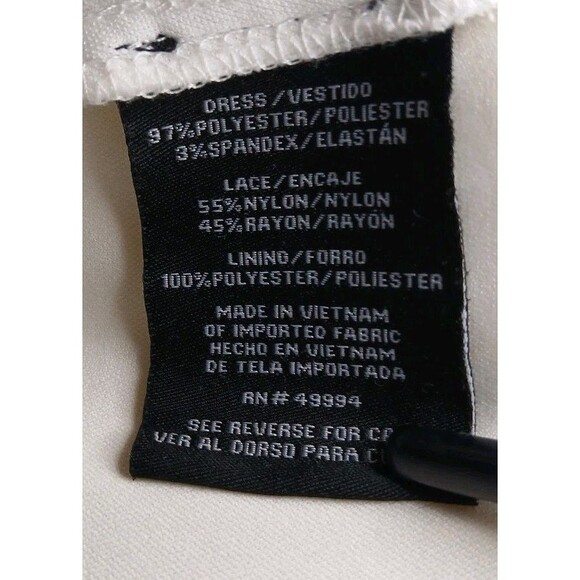 DRESS/VESTIDO
97%POLYESTER/POLIESTER
3%SPANDEX/ELASTÁN
LACE/ENCAJE
55%NYLON/NYLON
45%RAYON/RAYÓN
LINING/FORRO
100%POLYESTER/POLIESTER
MADE IN VIETNAM
OF IMPORTED FABRIC
HECHO EN VIETNAM
DE TELA IMPORTADA
RN# 49994
SEE REVERSE FOR
VER AL DORSO PARA